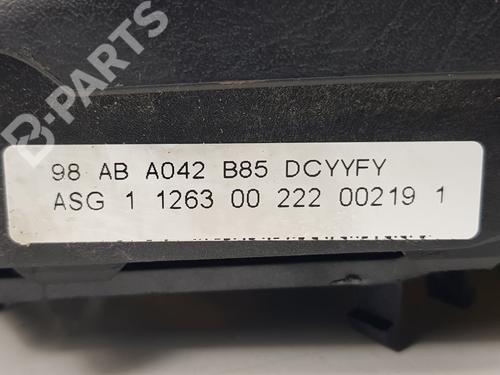 B-PARTS
98 AB A042 B85 DCYYFY
ASG 1 1263 00 222 00219 1